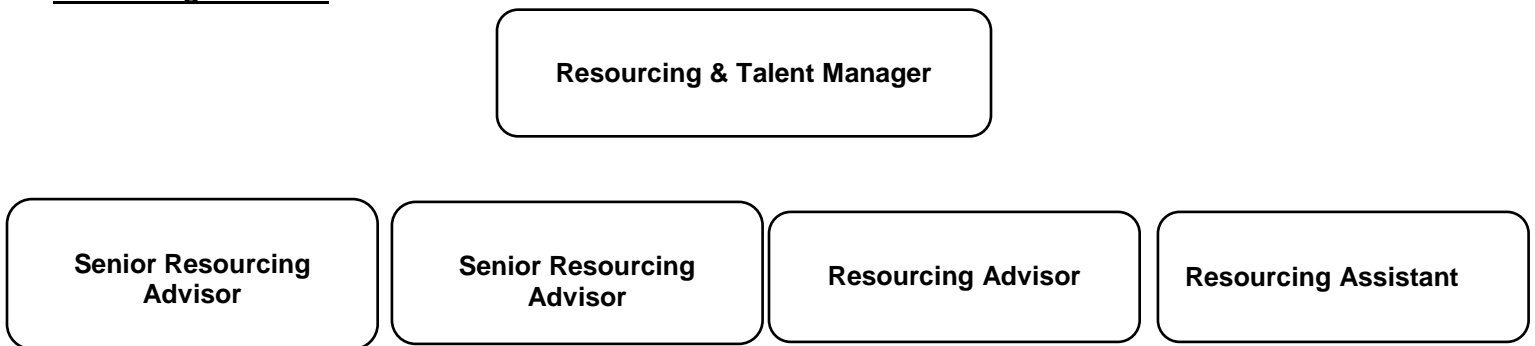 Resourcing & Talent Manager
Senior Resourcing
Advisor
Senior Resourcing
Advisor
Resourcing Advisor
Resourcing Assistant